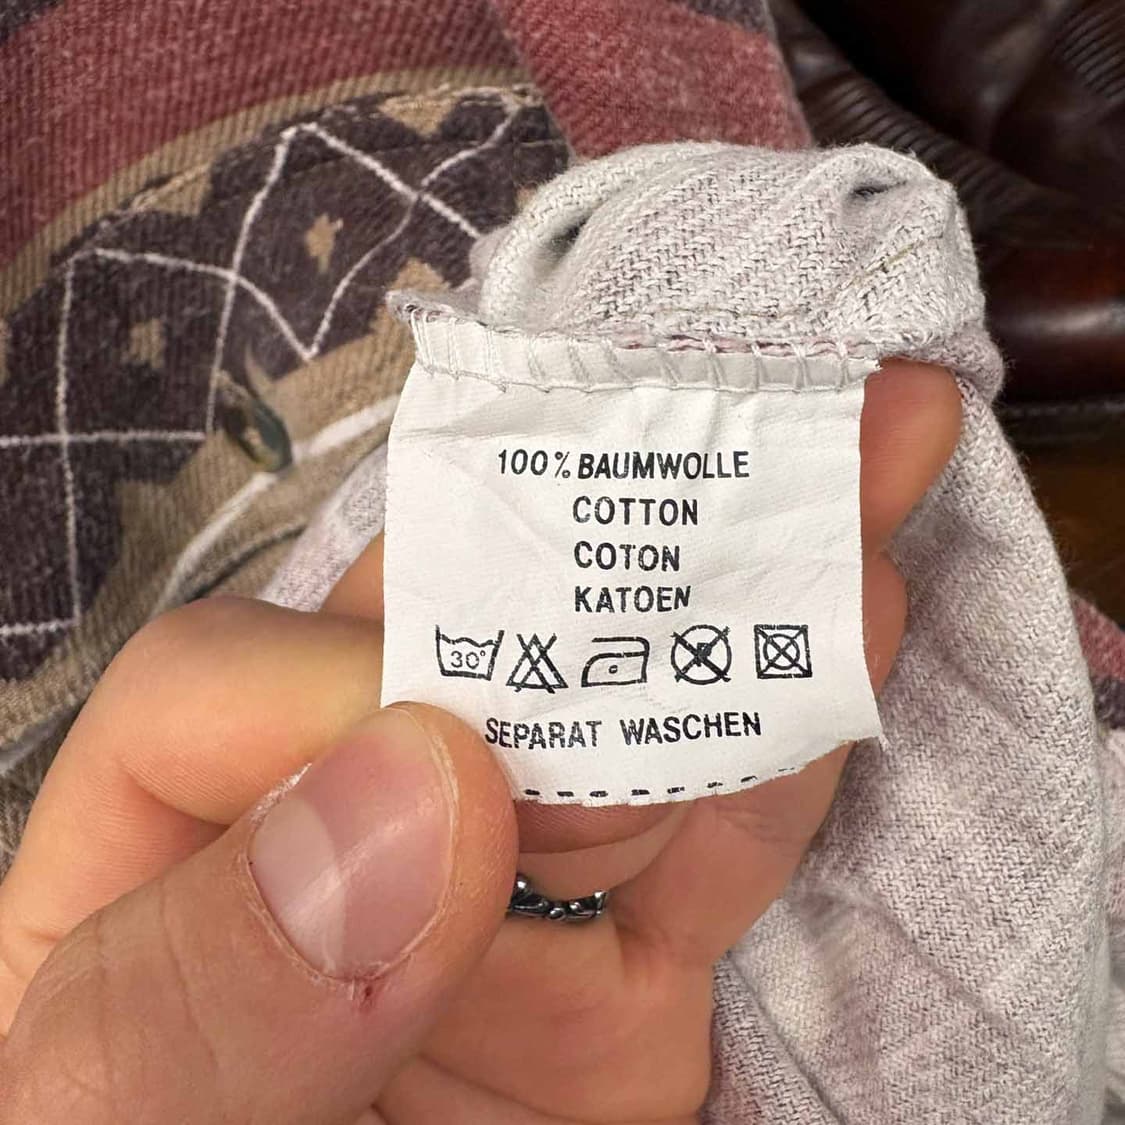 100% BAUMWOLLE
COTTON
COTON
KATOEN
30°
SEPARAT WASCHEN